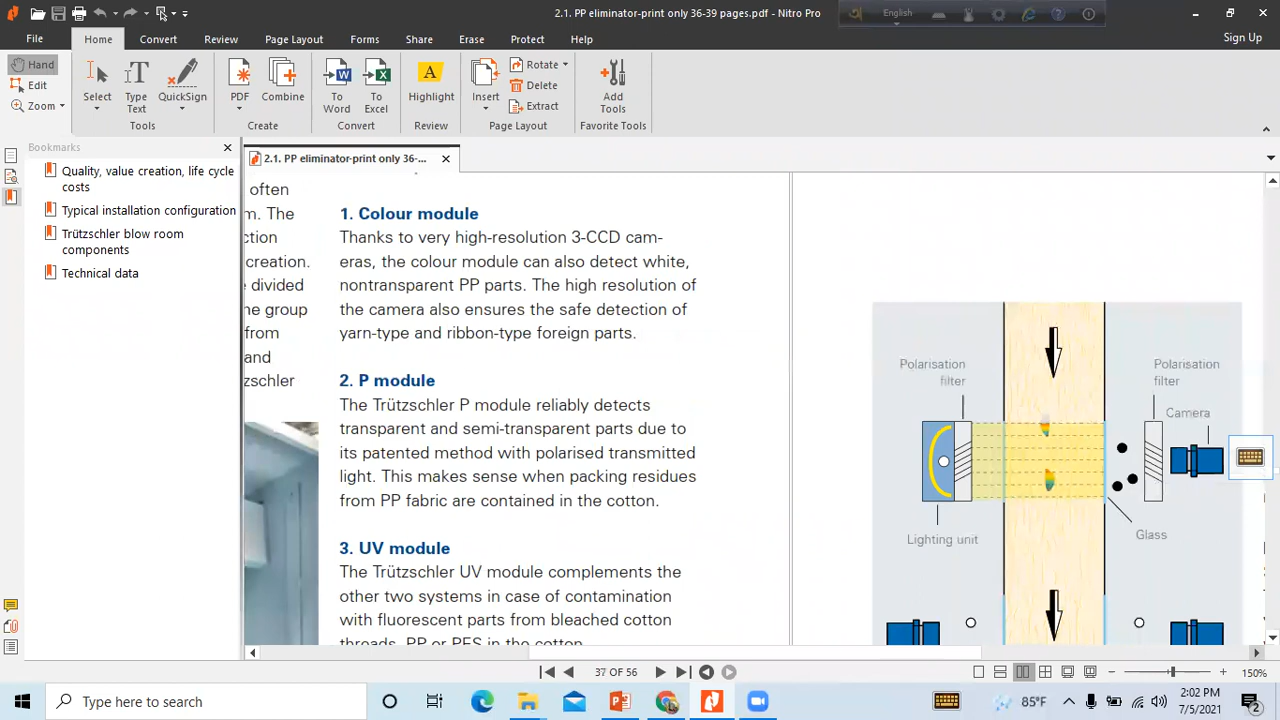 2.1. PP eliminator-print only 36-39 pages.pdf - Nitro Pro
English
File
Home
Convert
Review
Page Layout
Forms
Share
Erase
Protect
Help
Sign Up
Hand
Edit
Zoom
Select
Type Text
QuickSign
Tools
PDF
Combine
Create
To Word
To Excel
Convert
Highlight
Review
Insert
Rotate
Delete
Extract
Page Layout
Add Tools
Favorite Tools
Bookmarks
Quality, value creation, life cycle
costs
Typical installation configuration
Trützschler blow room
components
Technical data
2.1. PP eliminator-print only 36-...
often
m. The
ction
creation.
divided
ne group
from
and
zschler
1. Colour module
Thanks to very high-resolution 3-CCD cam-
eras, the colour module can also detect white,
nontransparent PP parts. The high resolution of
the camera also ensures the safe detection of
yarn-type and ribbon-type foreign parts.
2. P module
The Trützschler P module reliably detects
transparent and semi-transparent parts due to
its patented method with polarised transmitted
light. This makes sense when packing residues
from PP fabric are contained in the cotton.
3. UV module
The Trützschler UV module complements the
other two systems in case of contamination
with fluorescent parts from bleached cotton
threads, PP or PES in the cotton.
Polarisation
filter
Polarisation
filter
Camera
Lighting unit
Glass
37 OF 56
150%
Type here to search
85°F
2:02 PM
7/5/2021
2